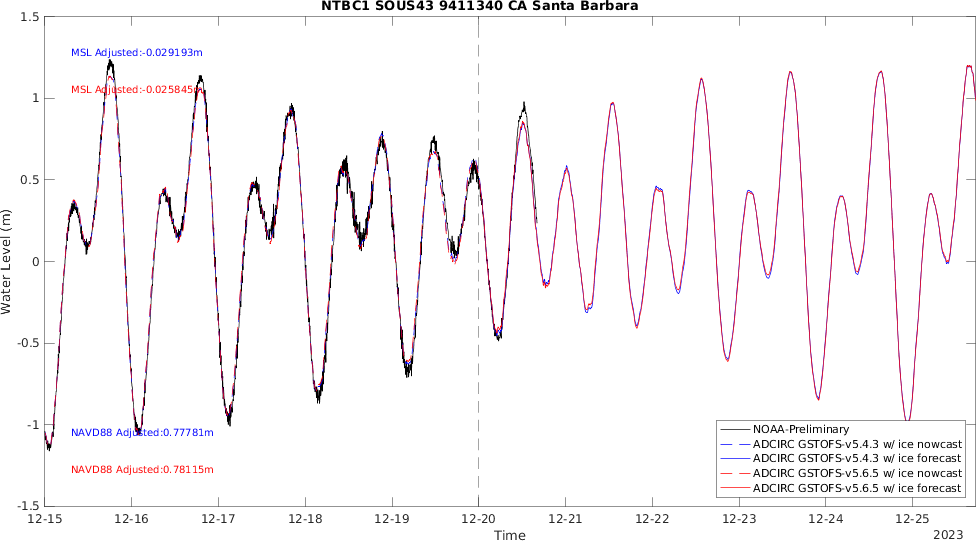 NTBC1 SOUS43 9411340 CA Santa Barbara
1.5
MSL Adjusted:-0.029193m
MSL Adjusted:-0.025845m
1
0.5
0
-0.5
-1
-1.5
Water Level (m)
NAVD88 Adjusted:0.77781m
NAVD88 Adjusted:0.78115m
NOAA-Preliminary
ADCIRC GSTOFS-v5.4.3 w/ ice nowcast
ADCIRC GSTOFS-v5.4.3 w/ ice forecast
ADCIRC GSTOFS-v5.6.5 w/ ice nowcast
ADCIRC GSTOFS-v5.6.5 w/ ice forecast
12-15 12-16 12-17 12-18 12-19 12-20 12-21 12-22 12-23 12-24 12-25
Time
2023